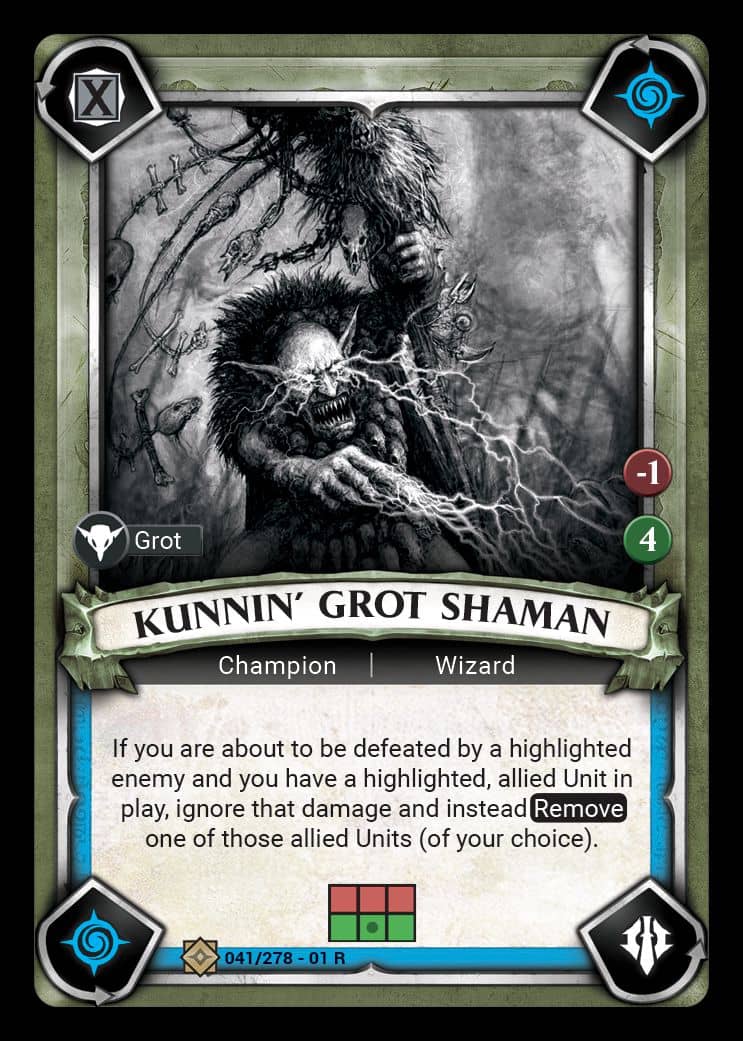 X
-1
Grot
4
KUNNIN’ GROT SHAMAN
Champion | Wizard
If you are about to be defeated by a highlighted
enemy and you have a highlighted, allied Unit in
play, ignore that damage and instead Remove
one of those allied Units (of your choice).
041/278 - 01 R